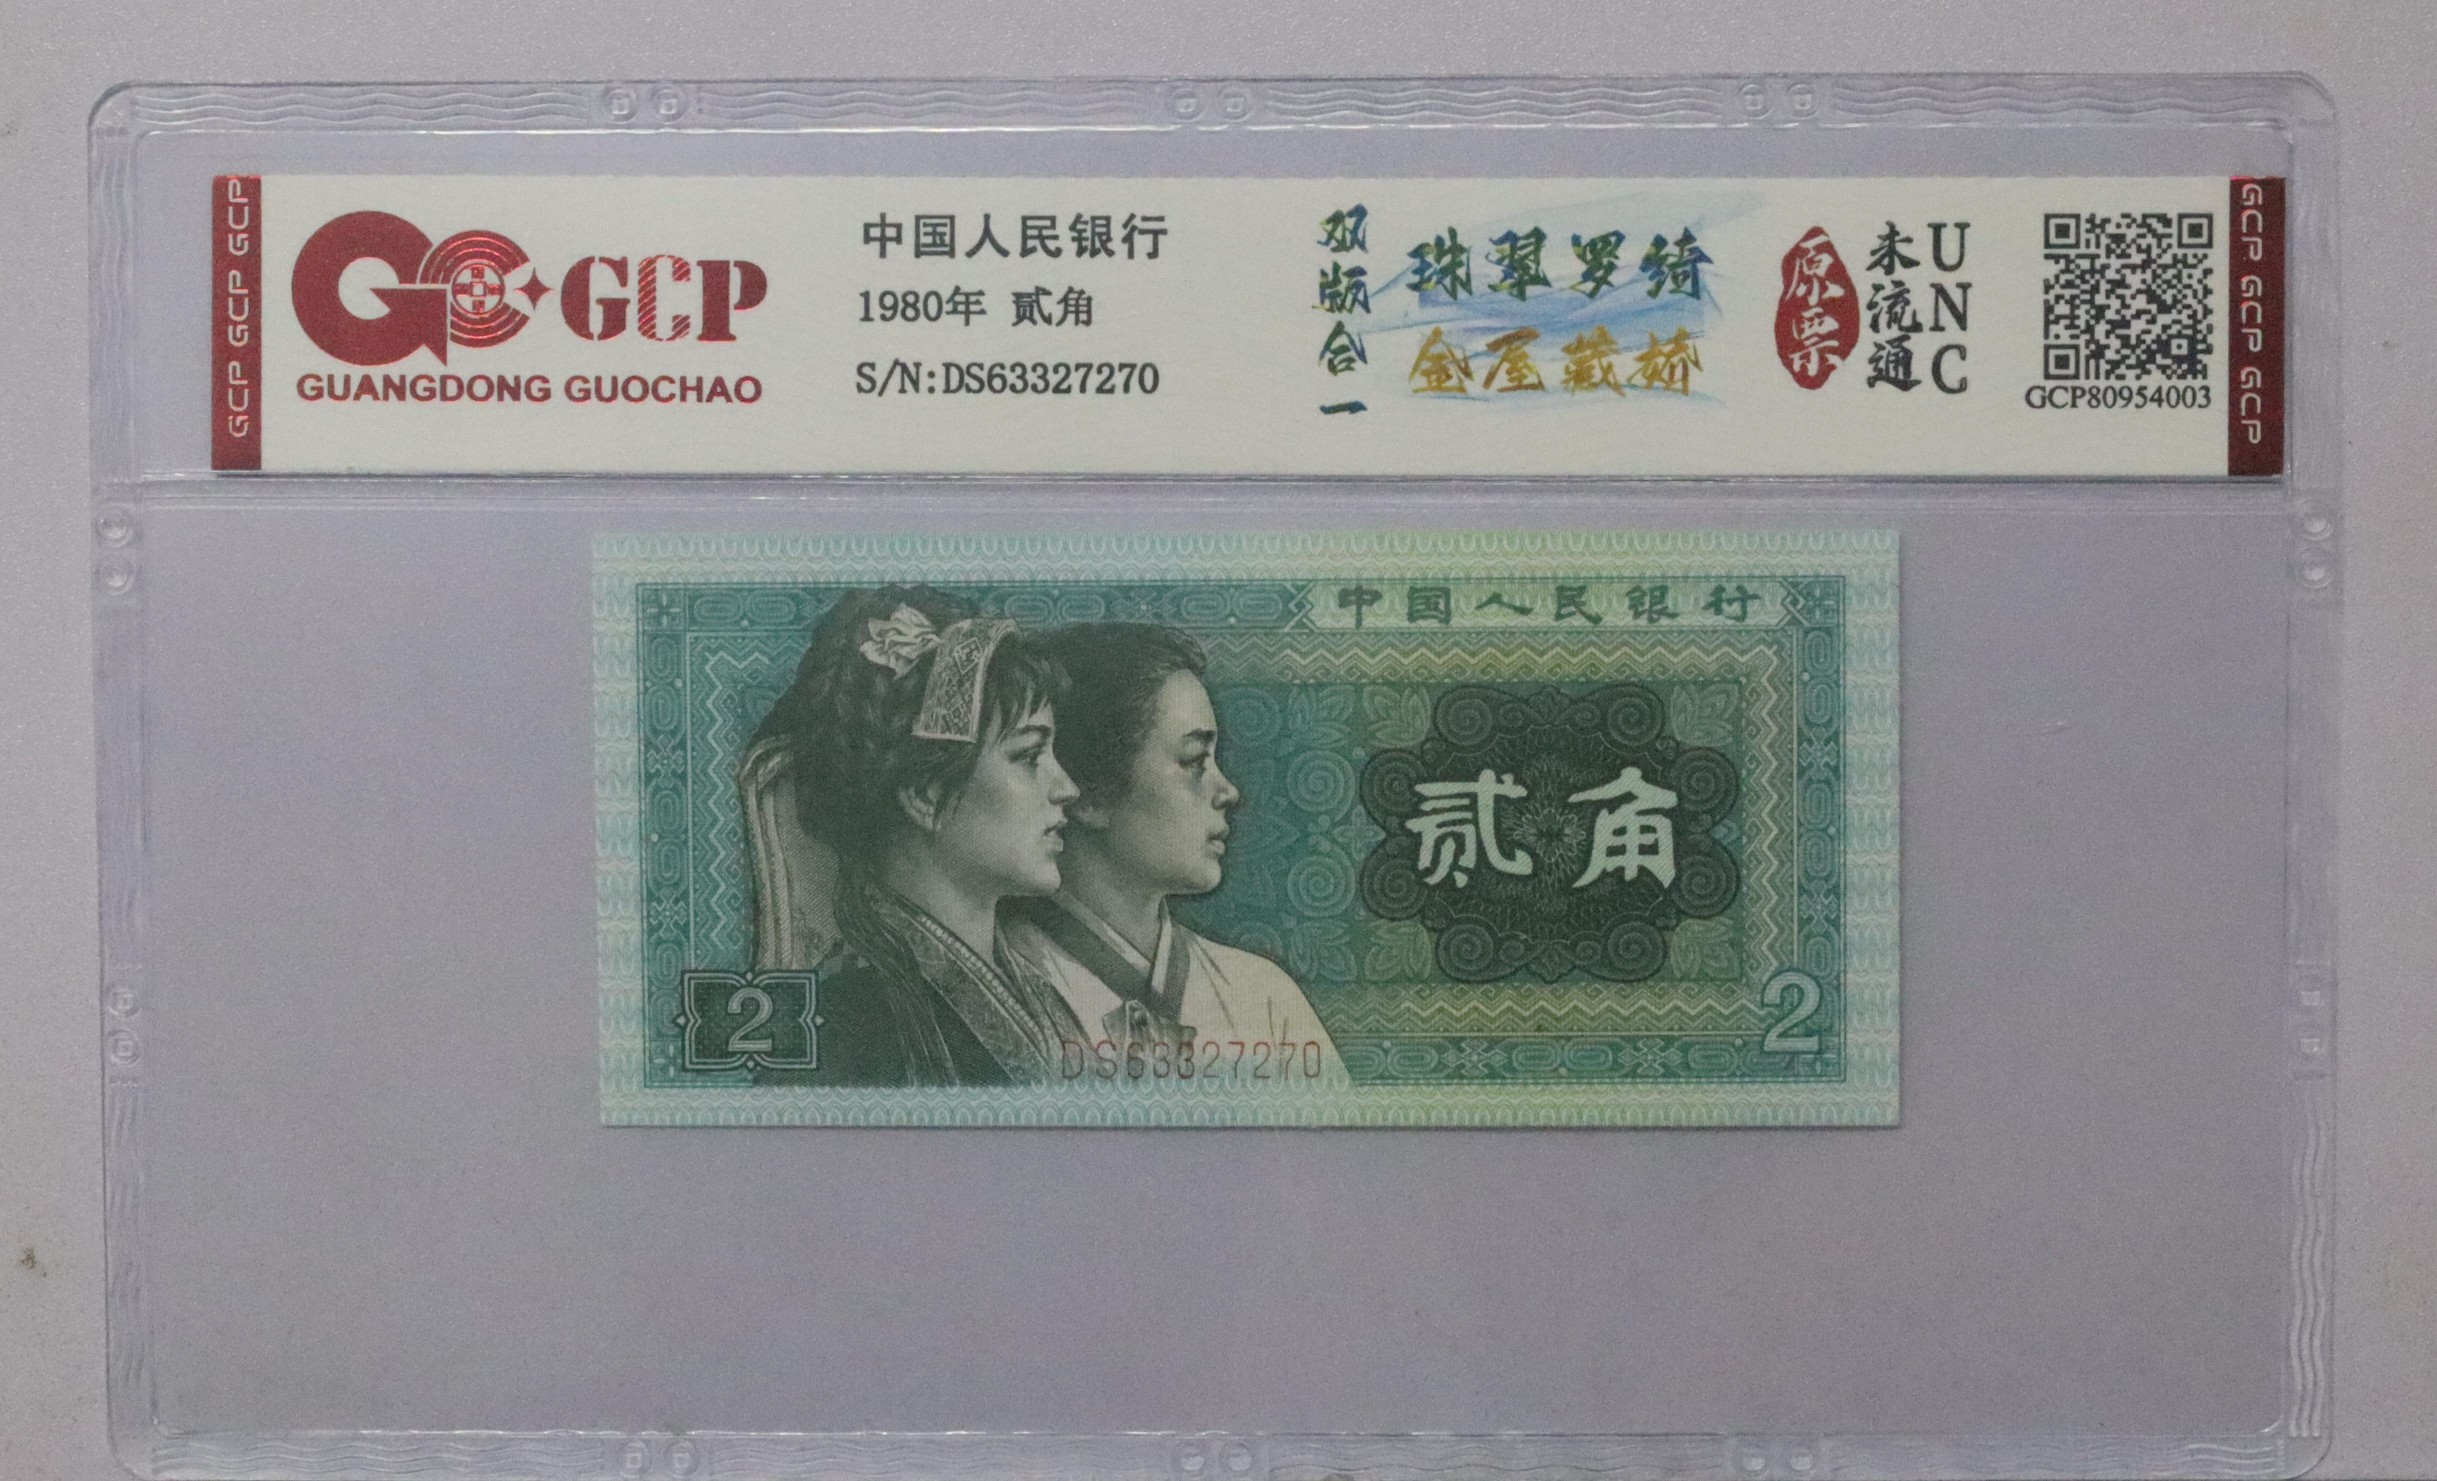 GCP GCP GCP
GCP
GUANGDONG GUOCHAO
中国人民银行
1980年 贰角
S/N:DS63327270
双版合一
珠翠罗绮
金屋藏娇
原票
未流通
UNC
GCP80954003
GCP GCP GCP
中国人民银行
贰角
2
2
DS63327270